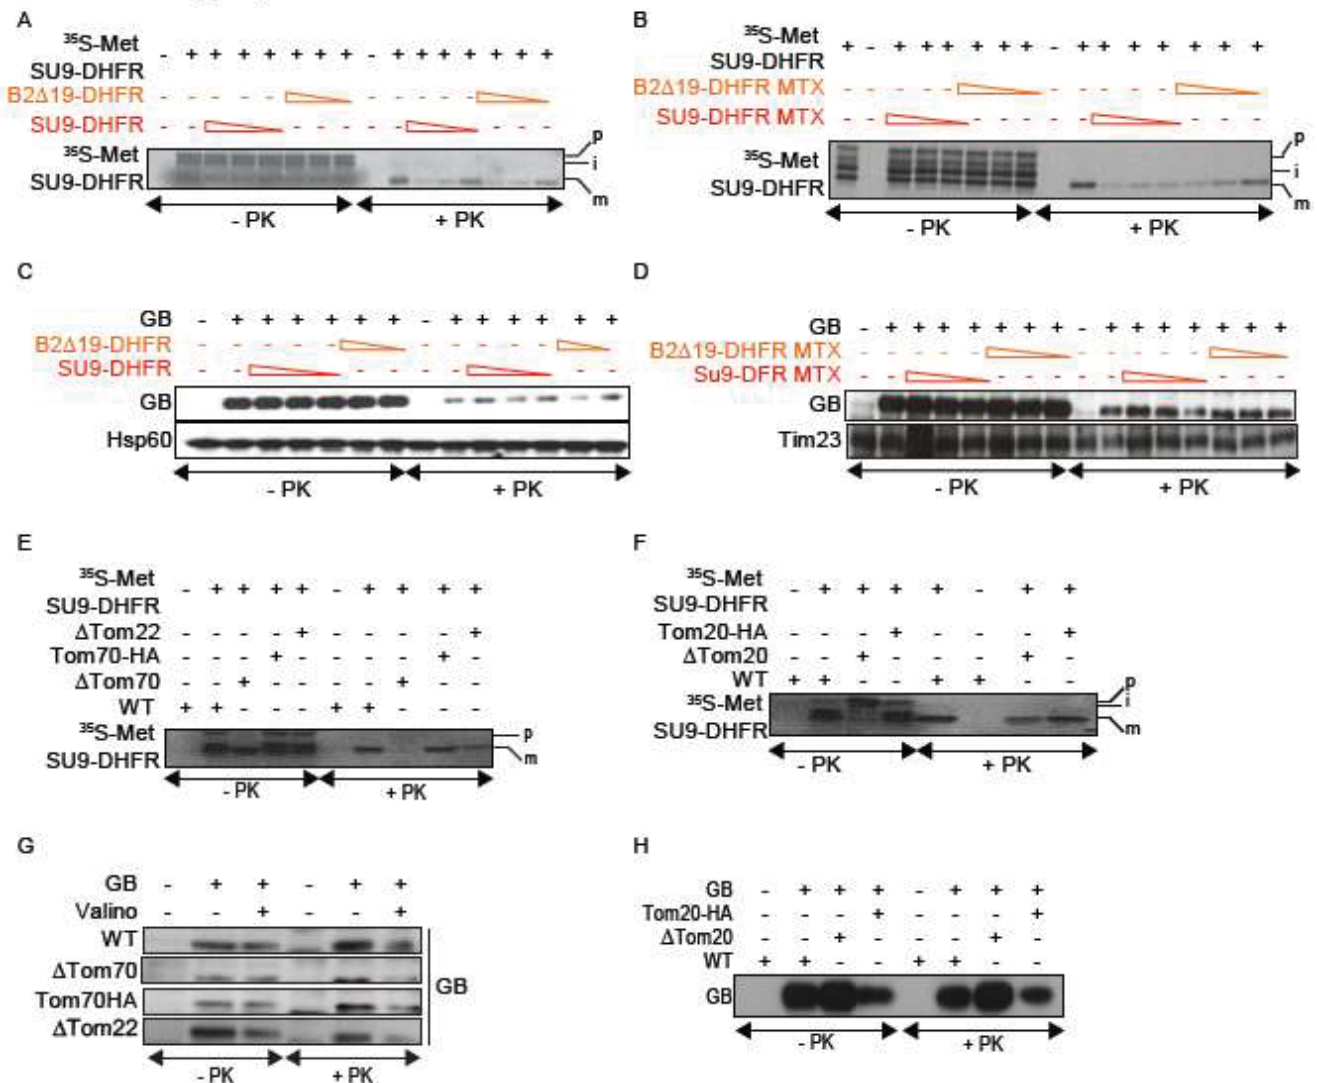 A
³⁵S-Met
SU9-DHFR - + + + + + + + - + + + + + + +
B2Δ19-DHFR - - - - - - - - - -
SU9-DHFR - - - - - - - - - -
³⁵S-Met
SU9-DHFR
p
i
m
- PK + PK
B
³⁵S-Met
SU9-DHFR + - + + + + + + - + + + + + + +
B2Δ19-DHFR MTX - - - - - - - - - -
SU9-DHFR MTX - - - - - - - - - -
³⁵S-Met
SU9-DHFR
p
i
m
- PK + PK
C
GB - + + + + + + - + + + + + +
B2Δ19-DHFR - - - - - - - - - -
SU9-DHFR - - - - - - - -
GB
Hsp60
- PK + PK
D
GB - + + + + + + + - + + + + + + +
B2Δ19-DHFR MTX - - - - - - - - - -
Su9-DFR MTX - - - - - - - - - -
GB
Tim23
- PK + PK
E
³⁵S-Met
SU9-DHFR - + + + + - + + + +
ΔTom22 - - - - + - - - - +
Tom70-HA - - - + - - - - + -
ΔTom70 - - + - - - - + - -
WT + + - - - + + - - -
³⁵S-Met
SU9-DHFR
p
m
- PK + PK
F
³⁵S-Met
SU9-DHFR - + + + + - + +
Tom20-HA - - - + - - - +
ΔTom20 - - + - - - + -
WT + + - - + + - -
³⁵S-Met
SU9-DHFR
p
i
m
- PK + PK
G
GB - + + - + +
Valino - - + - - +
WT
ΔTom70
Tom70HA
ΔTom22
GB
- PK + PK
H
GB - + + + - + + +
Tom20-HA - - - + - - - +
ΔTom20 - - + - - - + -
WT + + - - + + - -
GB
- PK + PK